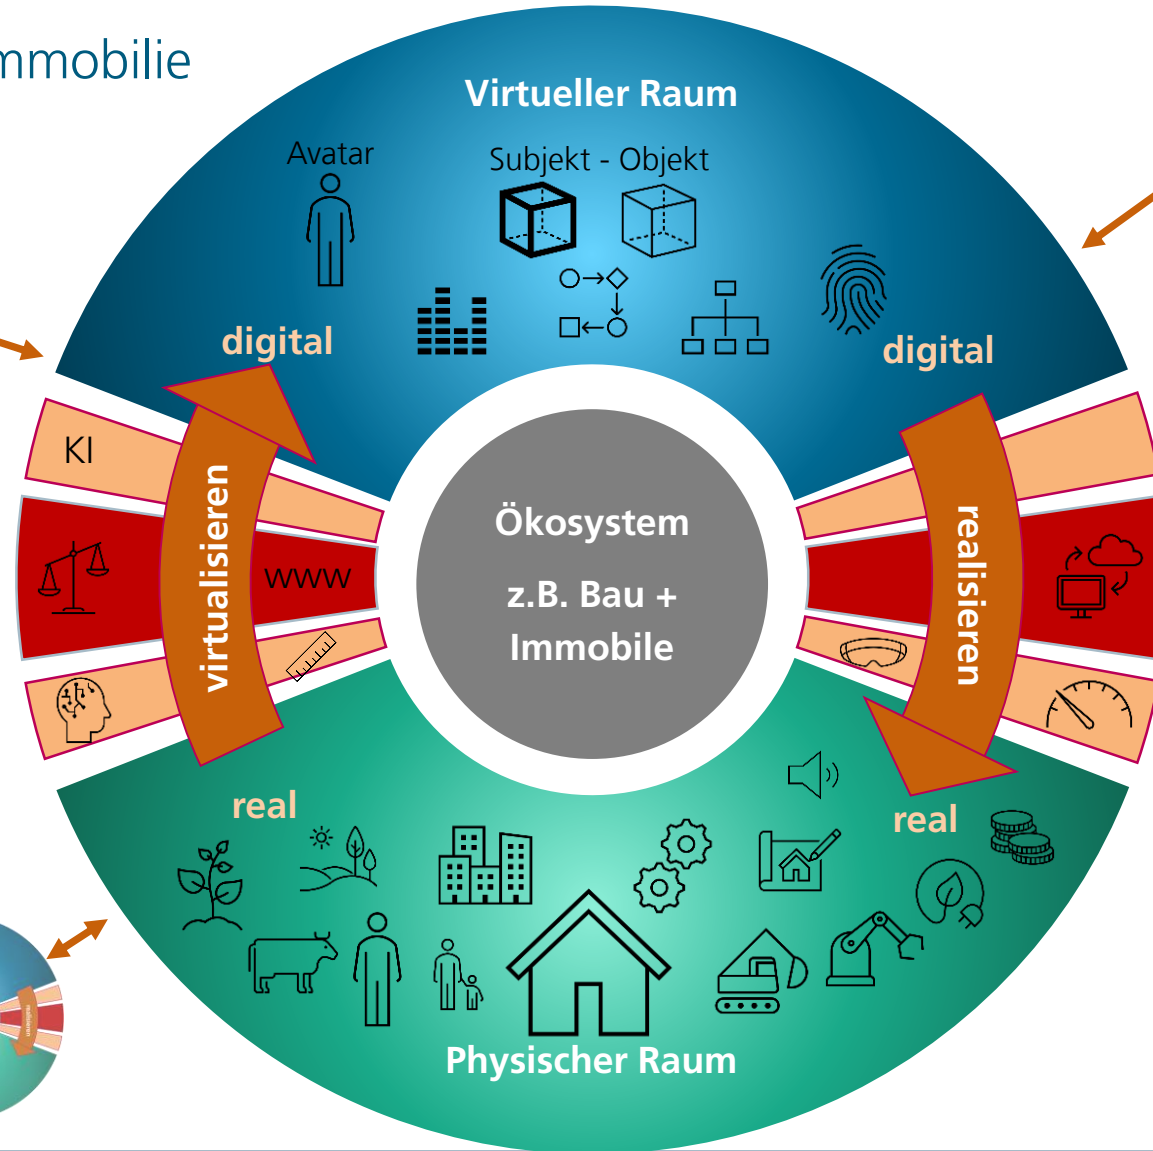 mmobilie
Virtueller Raum
Avatar
Subjekt - Objekt
digital
digital
KI
virtualisieren
www
Ökosystem
z.B. Bau +
Immobile
realisieren
real
real
Physischer Raum
realisieren